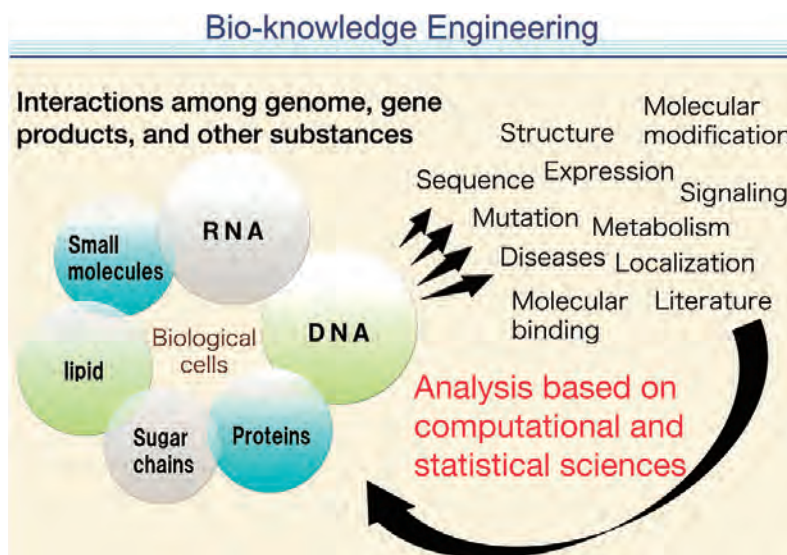 Bio-knowledge Engineering
Interactions among genome, gene
products, and other substances
Small
molecules
RNA
DNA
Proteins
Sugar
chains
lipid
Biological
cells
Structure
Molecular
modification
Sequence
Expression
Signaling
Mutation
Metabolism
Diseases
Localization
Molecular
binding
Literature
Analysis based on
computational and
statistical sciences